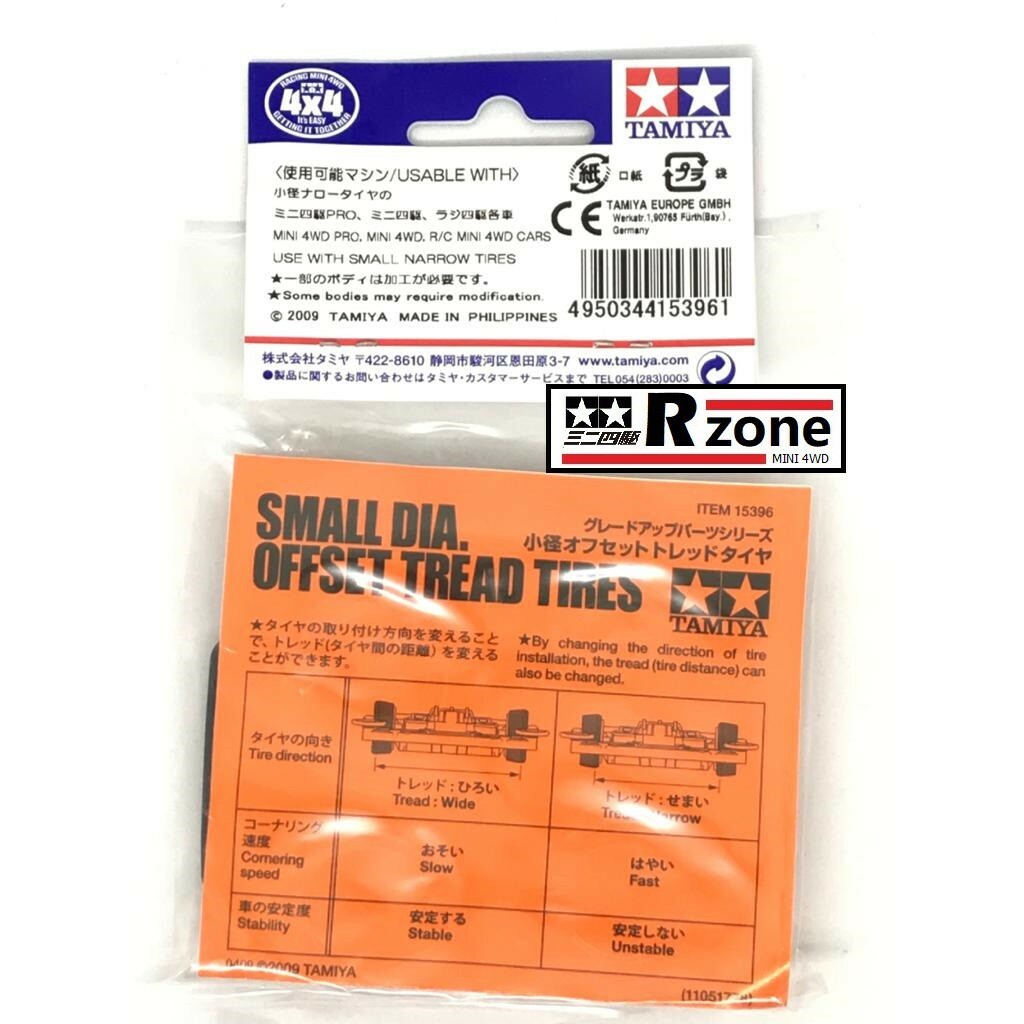 RACING MINI 4WD
4x4
It's EASY
GETTING IT TOGETHER
TAMIYA
〈使用可能マシン/USABLE WITH〉
小径ナロータイヤの
ミニ四駆PRO、ミニ四駆、ラジ四駆各車
MINI 4WD PRO, MINI 4WD, R/C MINI 4WD CARS
USE WITH SMALL NARROW TIRES
★一部のボディは加工が必要です。
★Some bodies may require modification.
© 2009 TAMIYA MADE IN PHILIPPINES
紙 口紙 プラ 袋
CE TAMIYA EUROPE GMBH
Werkstr.1,90765 Fürth(Bay.),
Germany
4950344153961
株式会社タミヤ 〒422-8610 静岡市駿河区恩田原3-7 www.tamiya.com
●製品に関するお問い合わせはタミヤ・カスタマーサービスまで TEL054(283)0003
ミニ四駆
R zone
MINI 4WD
ITEM 15396
グレードアップパーツシリーズ
小径オフセットトレッドタイヤ
SMALL DIA.
OFFSET TREAD TIRES
TAMIYA
★タイヤの取り付け方向を変えること
で、トレッド(タイヤ間の距離)を変える
ことができます。
★By changing the direction of tire
installation, the tread (tire distance) can
also be changed.
タイヤの向き
Tire direction
トレッド：ひろい
Tread : Wide
トレッド：せまい
Narrow
コーナリング
速度
Cornering
speed
おそい
Slow
はやい
Fast
車の安定度
Stability
安定する
Stable
安定しない
Unstable
0409 ©2009 TAMIYA